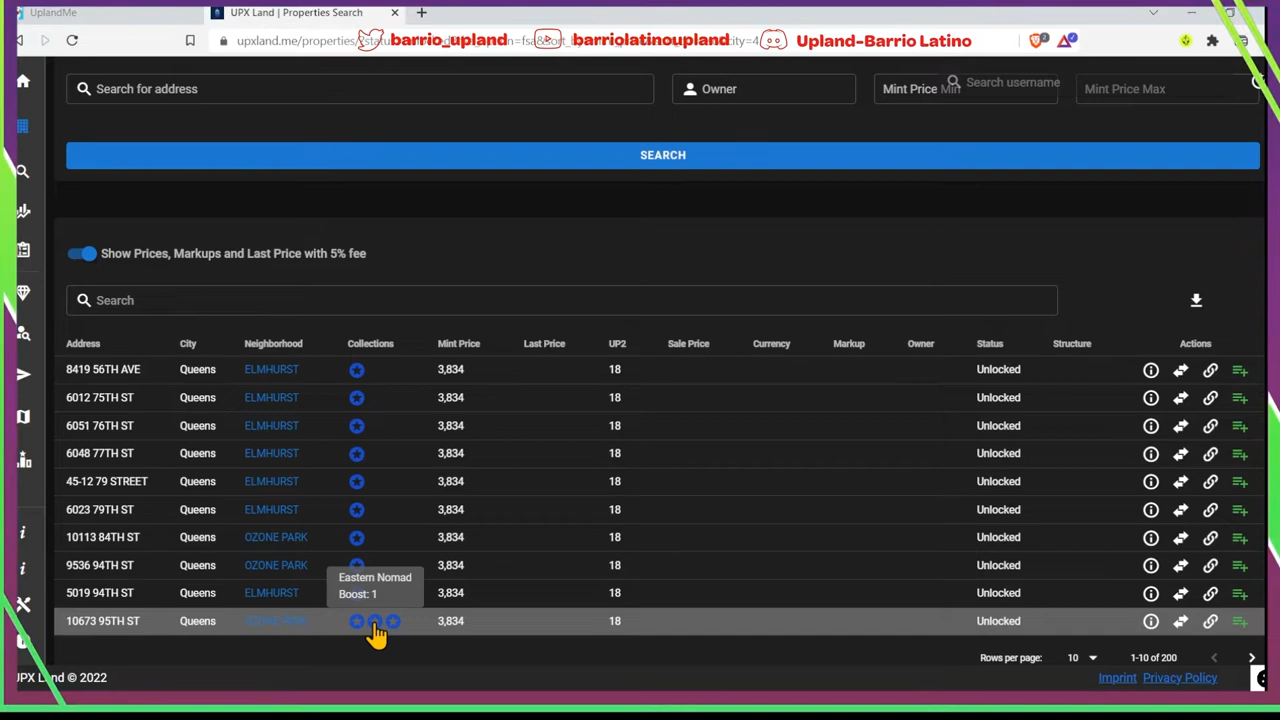 UplandMe
UPX Land | Properties Search
barrio_upland
barriolatinoupland
Upland-Barrio Latino
Search for address
Owner
Mint Price Min
Search username
Mint Price Max
SEARCH
Show Prices, Markups and Last Price with 5% fee
Search
Address City Neighborhood Collections Mint Price Last Price UP2 Sale Price Currency Markup Owner Status Structure Actions
8419 56TH AVE Queens ELMHURST 3,834 18 Unlocked
6012 75TH ST Queens ELMHURST 3,834 18 Unlocked
6051 76TH ST Queens ELMHURST 3,834 18 Unlocked
6048 77TH ST Queens ELMHURST 3,834 18 Unlocked
45-12 79 STREET Queens ELMHURST 3,834 18 Unlocked
6023 79TH ST Queens ELMHURST 3,834 18 Unlocked
10113 84TH ST Queens OZONE PARK 3,834 18 Unlocked
9536 94TH ST Queens OZONE PARK 3,834 18 Unlocked
Eastern Nomad
Boost: 1
5019 94TH ST Queens ELMHURST 3,834 18 Unlocked
10673 95TH ST Queens OZONE PARK 3,834 18 Unlocked
Rows per page: 10 1-10 of 200
UPX Land © 2022
Imprint Privacy Policy